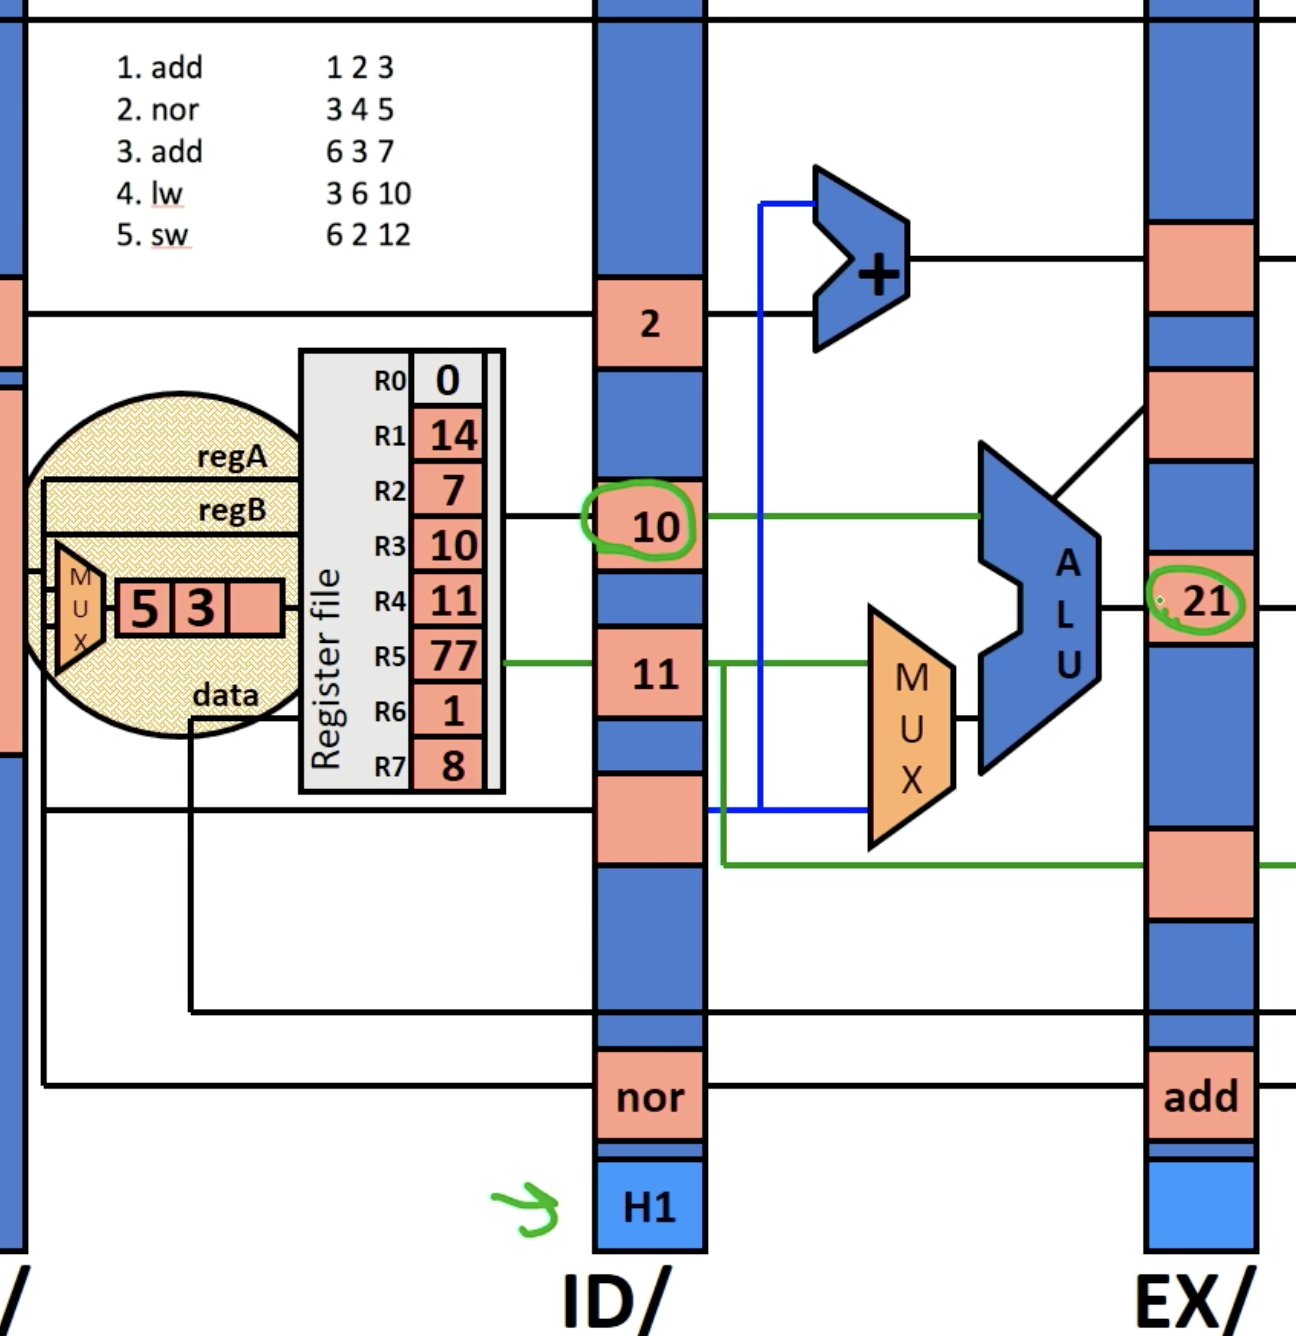 1. add 1 2 3
2. nor 3 4 5
3. add 6 3 7
4. lw 3 6 10
5. sw 6 2 12
+
2
R0 0
R1 14
R2 7
R3 10
R4 11
R5 77
R6 1
R7 8
Register file
regA
regB
MUX
5 3
data
10
11
MUX
ALU
21
nor
add
H1
/
ID/
EX/